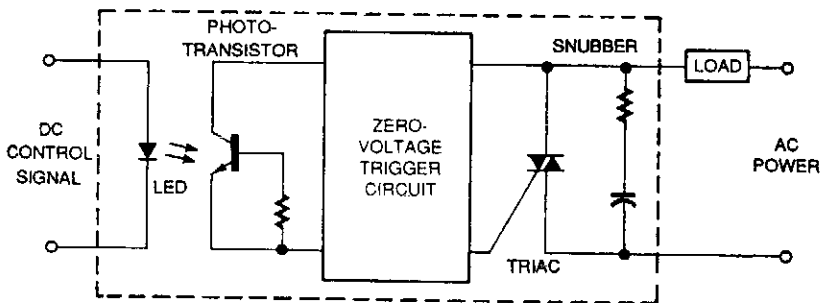 PHOTO-
TRANSISTOR
SNUBBER
LOAD
DC
CONTROL
SIGNAL
LED
ZERO-
VOLTAGE
TRIGGER
CIRCUIT
AC
POWER
TRIAC